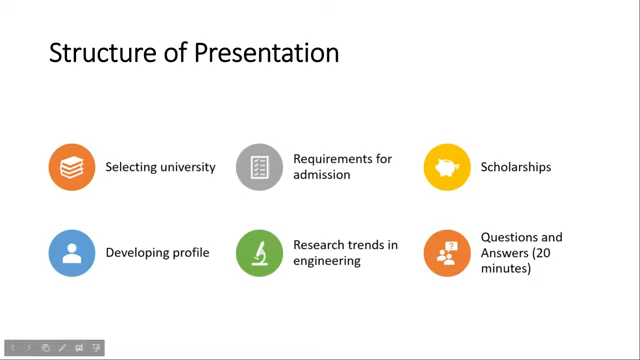 Structure of Presentation
Selecting university
Requirements for
admission
Scholarships
Developing profile
Research trends in
engineering
Questions and
Answers (20
minutes)